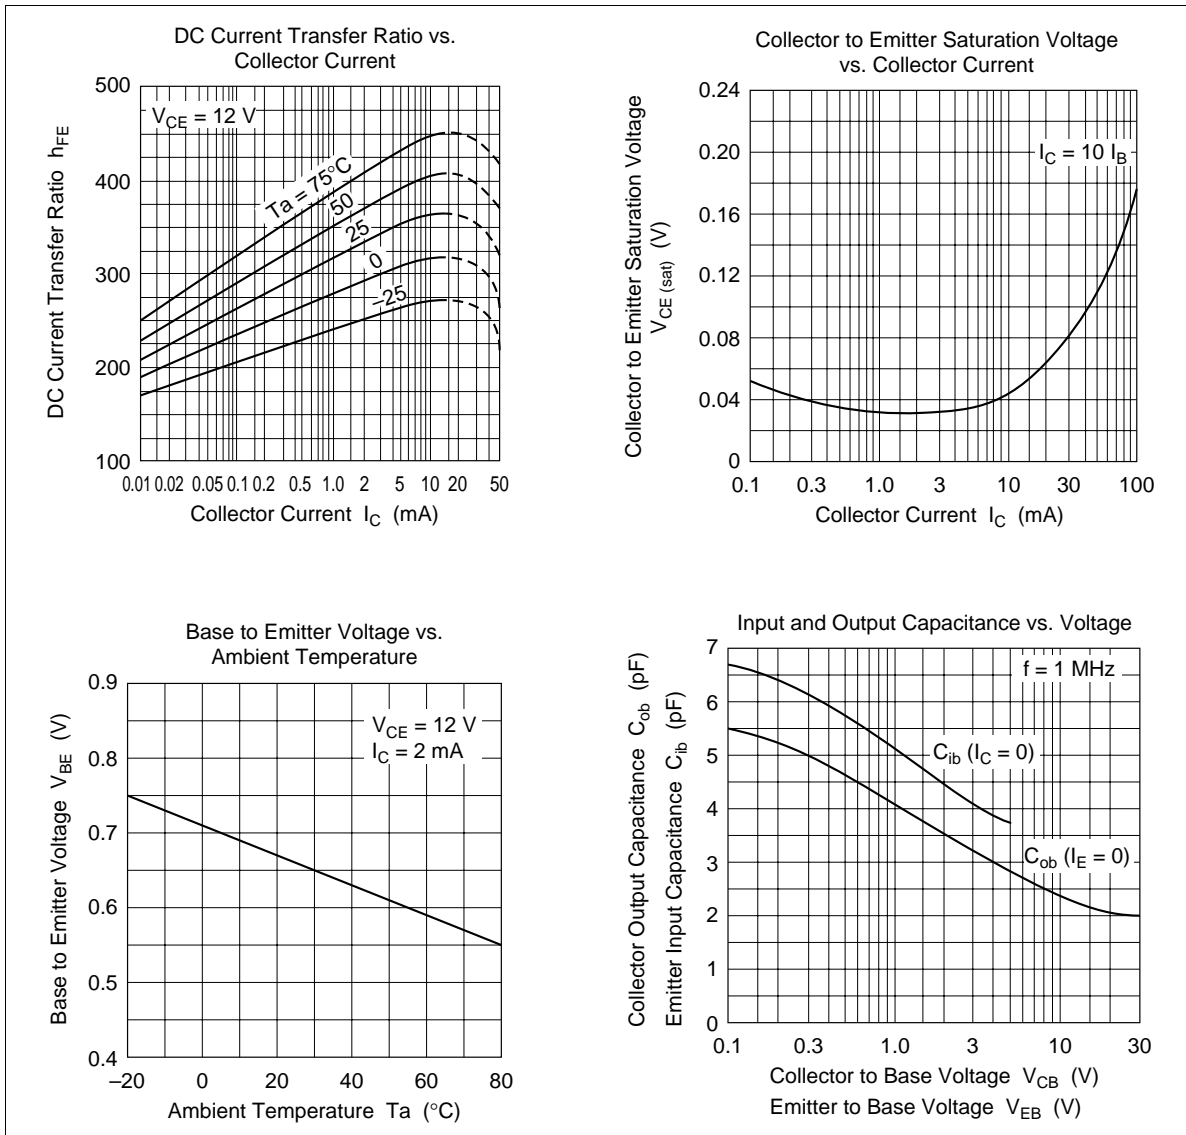 DC Current Transfer Ratio vs.
Collector Current
500
400
300
200
100
DC Current Transfer Ratio hFE
VCE = 12 V
Ta = 75°C
50
25
0
–25
0.01 0.02 0.05 0.1 0.2 0.5 1.0 2 5 10 20 50
Collector Current IC (mA)
Collector to Emitter Saturation Voltage
vs. Collector Current
0.24
0.20
0.16
0.12
0.08
0.04
0
Collector to Emitter Saturation Voltage
VCE (sat) (V)
IC = 10 IB
0.1 0.3 1.0 3 10 30 100
Collector Current IC (mA)
Base to Emitter Voltage vs.
Ambient Temperature
0.9
0.8
0.7
0.6
0.5
0.4
Base to Emitter Voltage VBE (V)
VCE = 12 V
IC = 2 mA
–20 0 20 40 60 80
Ambient Temperature Ta (°C)
Input and Output Capacitance vs. Voltage
7
6
5
4
3
2
1
0
Collector Output Capacitance Cob (pF)
Emitter Input Capacitance Cib (pF)
f = 1 MHz
Cib (IC = 0)
Cob (IE = 0)
0.1 0.3 1.0 3 10 30
Collector to Base Voltage VCB (V)
Emitter to Base Voltage VEB (V)